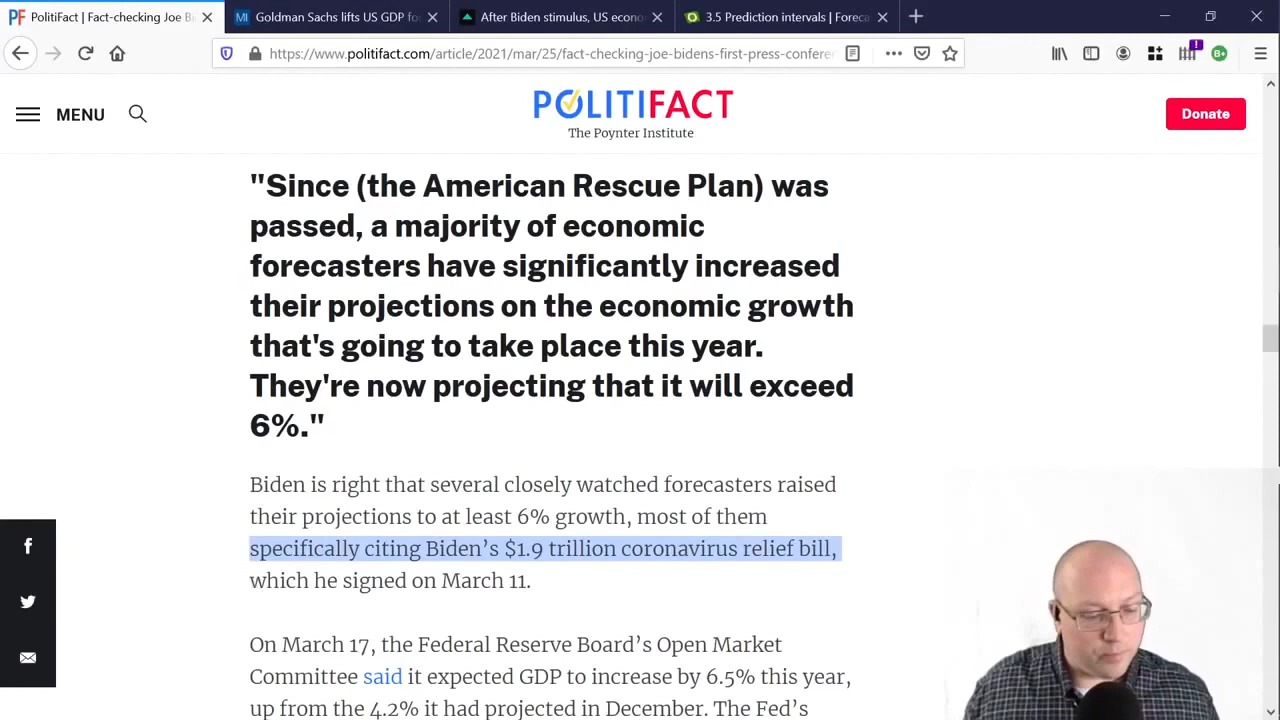 PolitiFact | Fact-checking Joe Bi
Goldman Sachs lifts US GDP fo
After Biden stimulus, US econo
3.5 Prediction intervals | Foreca
https://www.politifact.com/article/2021/mar/25/fact-checking-joe-bidens-first-press-confere
1
B+
MENU
POLITIFACT
The Poynter Institute
Donate
"Since (the American Rescue Plan) was
passed, a majority of economic
forecasters have significantly increased
their projections on the economic growth
that's going to take place this year.
They're now projecting that it will exceed
6%."
Biden is right that several closely watched forecasters raised
their projections to at least 6% growth, most of them
specifically citing Biden’s $1.9 trillion coronavirus relief bill,
which he signed on March 11.
On March 17, the Federal Reserve Board’s Open Market
Committee said it expected GDP to increase by 6.5% this year,
up from the 4.2% it had projected in December. The Fed’s